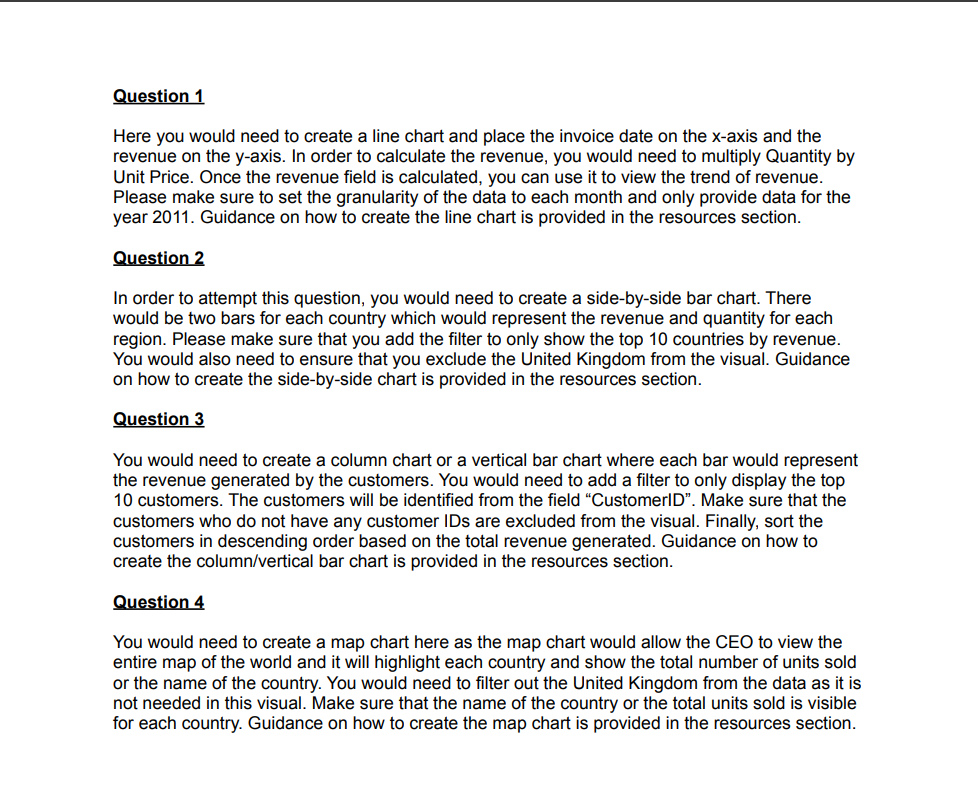 Question 1
Here you would need to create a line chart and place the invoice date on the x-axis and the
revenue on the y-axis. In order to calculate the revenue, you would need to multiply Quantity by
Unit Price. Once the revenue field is calculated, you can use it to view the trend of revenue.
Please make sure to set the granularity of the data to each month and only provide data for the
year 2011. Guidance on how to create the line chart is provided in the resources section.
Question 2
In order to attempt this question, you would need to create a side-by-side bar chart. There
would be two bars for each country which would represent the revenue and quantity for each
region. Please make sure that you add the filter to only show the top 10 countries by revenue.
You would also need to ensure that you exclude the United Kingdom from the visual. Guidance
on how to create the side-by-side chart is provided in the resources section.
Question 3
You would need to create a column chart or a vertical bar chart where each bar would represent
the revenue generated by the customers. You would need to add a filter to only display the top
10 customers. The customers will be identified from the field “CustomerID”. Make sure that the
customers who do not have any customer IDs are excluded from the visual. Finally, sort the
customers in descending order based on the total revenue generated. Guidance on how to
create the column/vertical bar chart is provided in the resources section.
Question 4
You would need to create a map chart here as the map chart would allow the CEO to view the
entire map of the world and it will highlight each country and show the total number of units sold
or the name of the country. You would need to filter out the United Kingdom from the data as it is
not needed in this visual. Make sure that the name of the country or the total units sold is visible
for each country. Guidance on how to create the map chart is provided in the resources section.